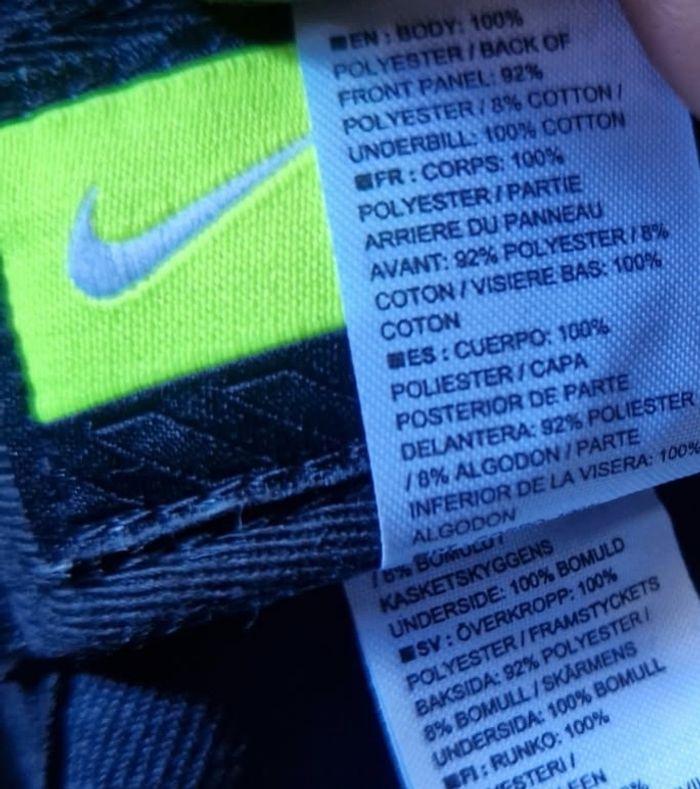 ■EN : BODY: 100%
POLYESTER / BACK OF
FRONT PANEL: 92%
POLYESTER / 8% COTTON /
UNDERBILL: 100% COTTON
■FR : CORPS: 100%
POLYESTER / PARTIE
ARRIERE DU PANNEAU
AVANT: 92% POLYESTER / 8%
COTON / VISIERE BAS: 100%
COTON
■ES : CUERPO: 100%
POLIESTER / CAPA
POSTERIOR DE PARTE
DELANTERA: 92% POLIESTER
/ 8% ALGODON / PARTE
INFERIOR DE LA VISERA: 100%
ALGODON
/ 8% BOMULD /
KASKETSKYGGENS
UNDERSIDE: 100% BOMULD
■SV : ÖVERKROPP: 100%
POLYESTER / FRAMSTYCKETS
BAKSIDA: 92% POLYESTER /
8% BOMULL / SKÄRMENS
UNDERSIDA: 100% BOMULL
■FI : RUNKO: 100%